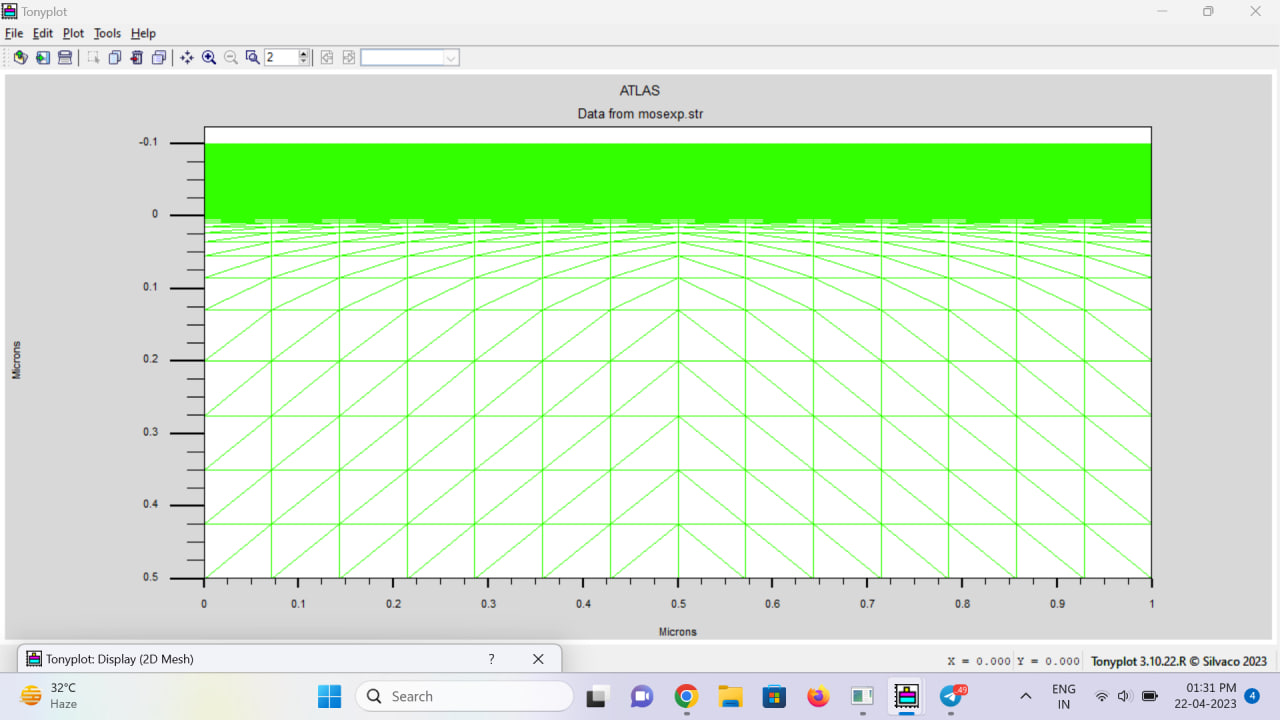 Tonyplot
File Edit Plot Tools Help
2
ATLAS
Data from mosexp.str
Microns
-0.1
0
0.1
0.2
0.3
0.4
0.5
0 0.1 0.2 0.3 0.4 0.5 0.6 0.7 0.8 0.9 1
Microns
Tonyplot: Display (2D Mesh) ?
X = 0.000 Y = 0.000 Tonyplot 3.10.22.R © Silvaco 2023
32°C
Haze
Search
.49
ENG
IN
01:31 PM
22-04-2023
4